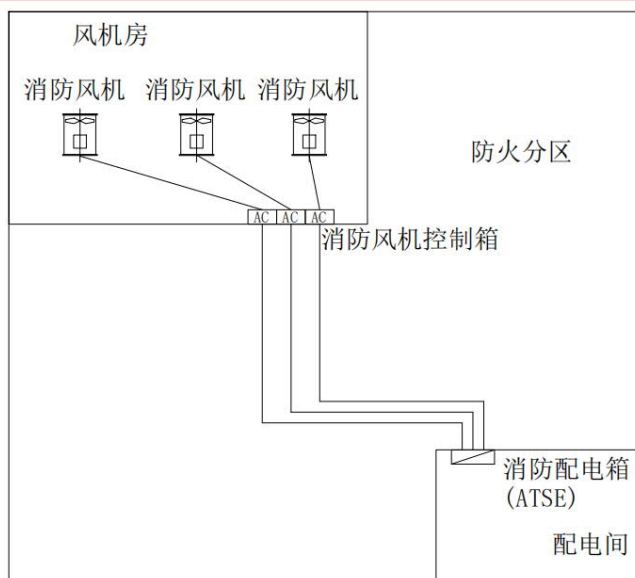 风机房
消防风机 消防风机 消防风机
防火分区
AC AC AC
消防风机控制箱
消防配电箱
(ATSE)
配电间